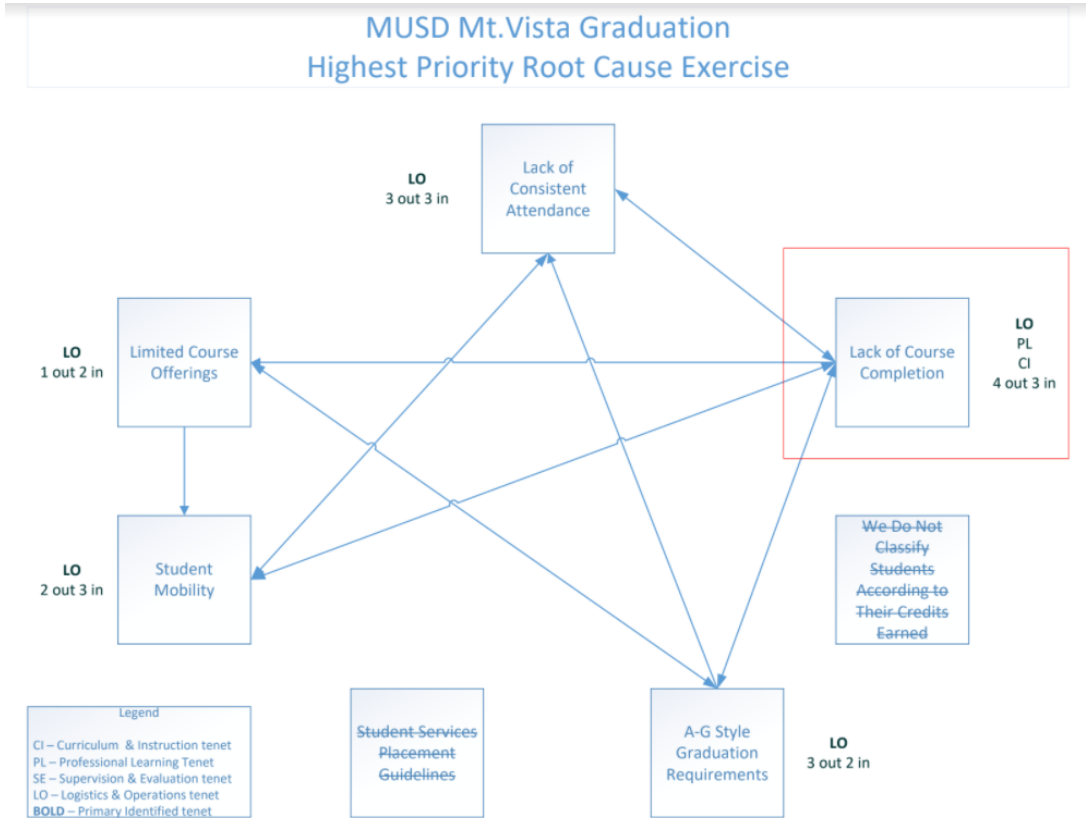 MUSD Mt.Vista Graduation
Highest Priority Root Cause Exercise
LO
3 out 3 in
Lack of
Consistent
Attendance
LO
1 out 2 in
Limited Course
Offerings
Lack of Course
Completion
LO
PL
CI
4 out 3 in
LO
2 out 3 in
Student
Mobility
We Do Not
Classify
Students
According to
Their Credits
Earned
Legend
CI – Curriculum & Instruction tenet
PL – Professional Learning Tenet
SE – Supervision & Evaluation tenet
LO – Logistics & Operations tenet
BOLD – Primary Identified tenet
Student Services
Placement
Guidelines
A-G Style
Graduation
Requirements
LO
3 out 2 in